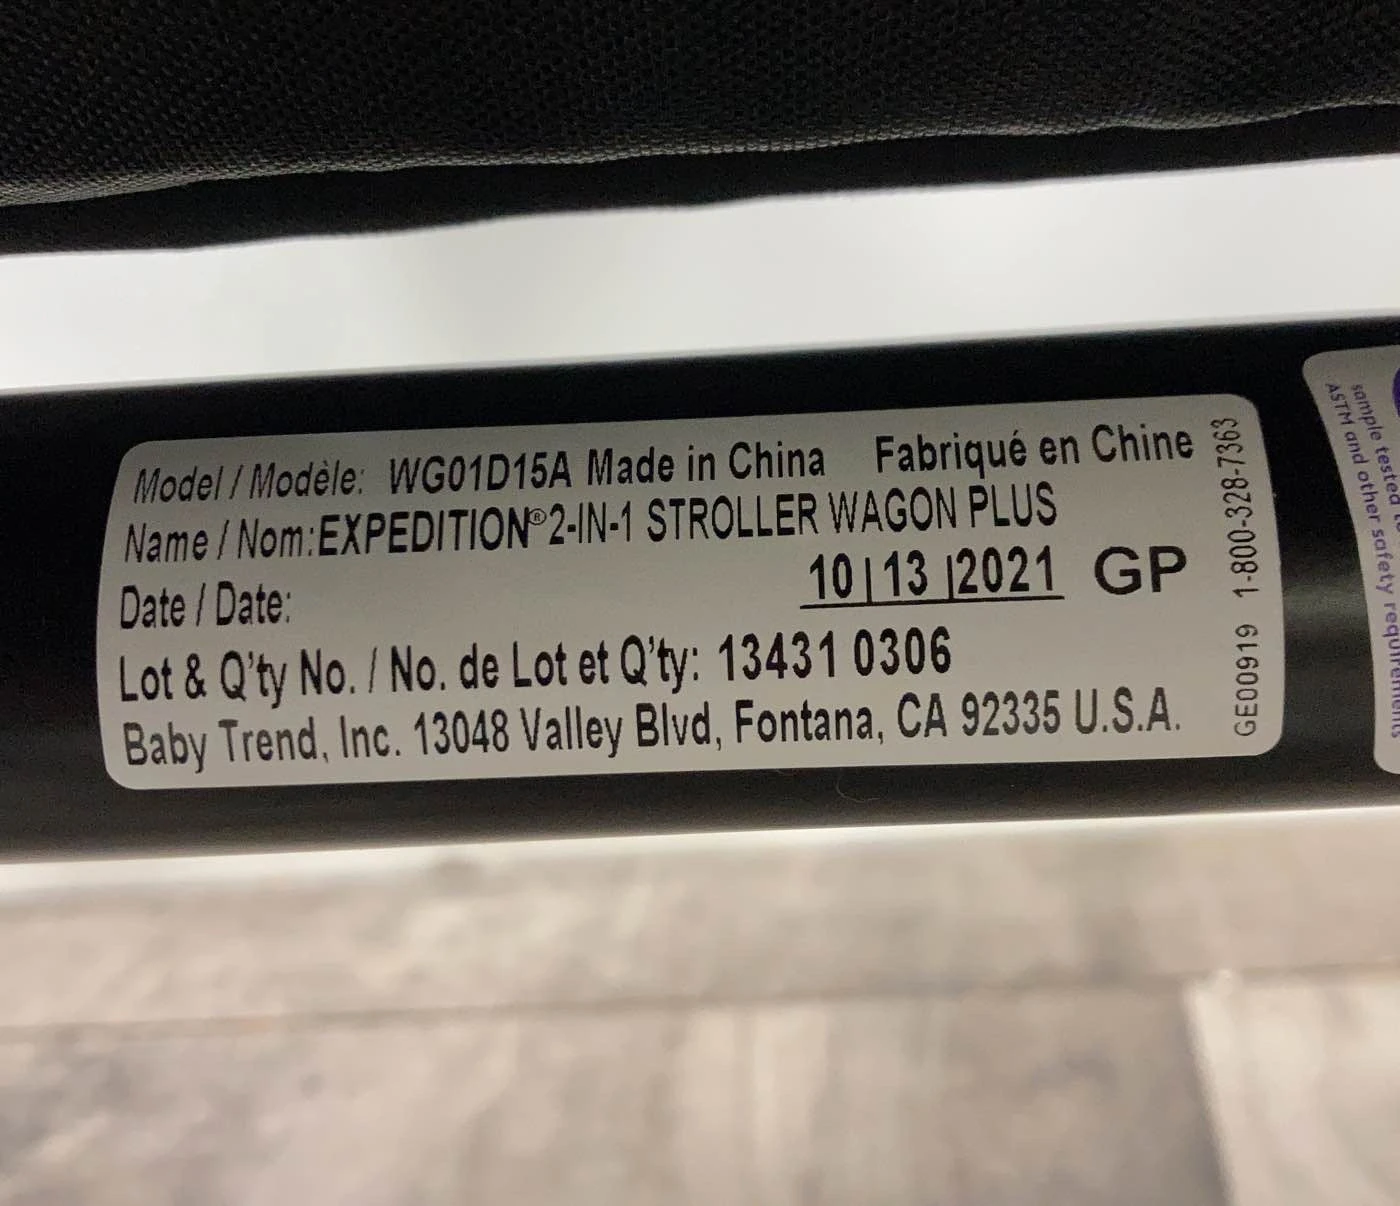 Model / Modèle: WG01D15A Made in China Fabriqué en Chine
Name / Nom:EXPEDITION® 2-IN-1 STROLLER WAGON PLUS
Date / Date: 10|13|2021 GP
Lot & Q'ty No. / No. de Lot et Q'ty: 13431 0306
Baby Trend, Inc. 13048 Valley Blvd, Fontana, CA 92335 U.S.A.
GE00919 1-800-328-7363
sample tested
ASTM and other safety requirements